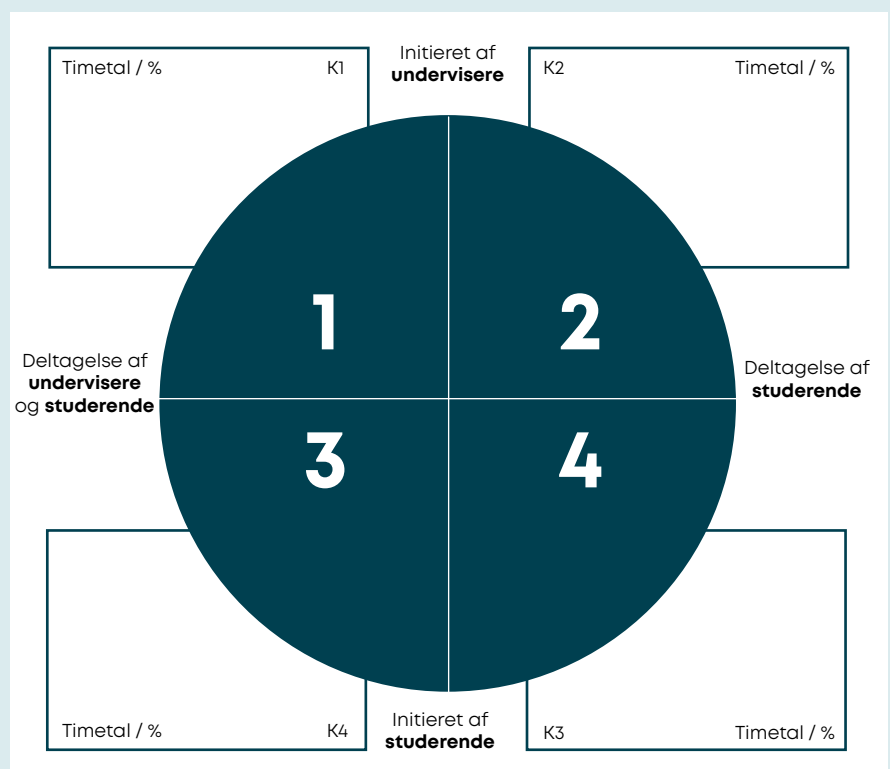 Timetal / % K1
Initieret af
undervisere
K2 Timetal / %
1
2
Deltagelse af
undervisere
og studerende
Deltagelse af
studerende
3
4
Timetal / % K4
Initieret af
studerende
K3 Timetal / %